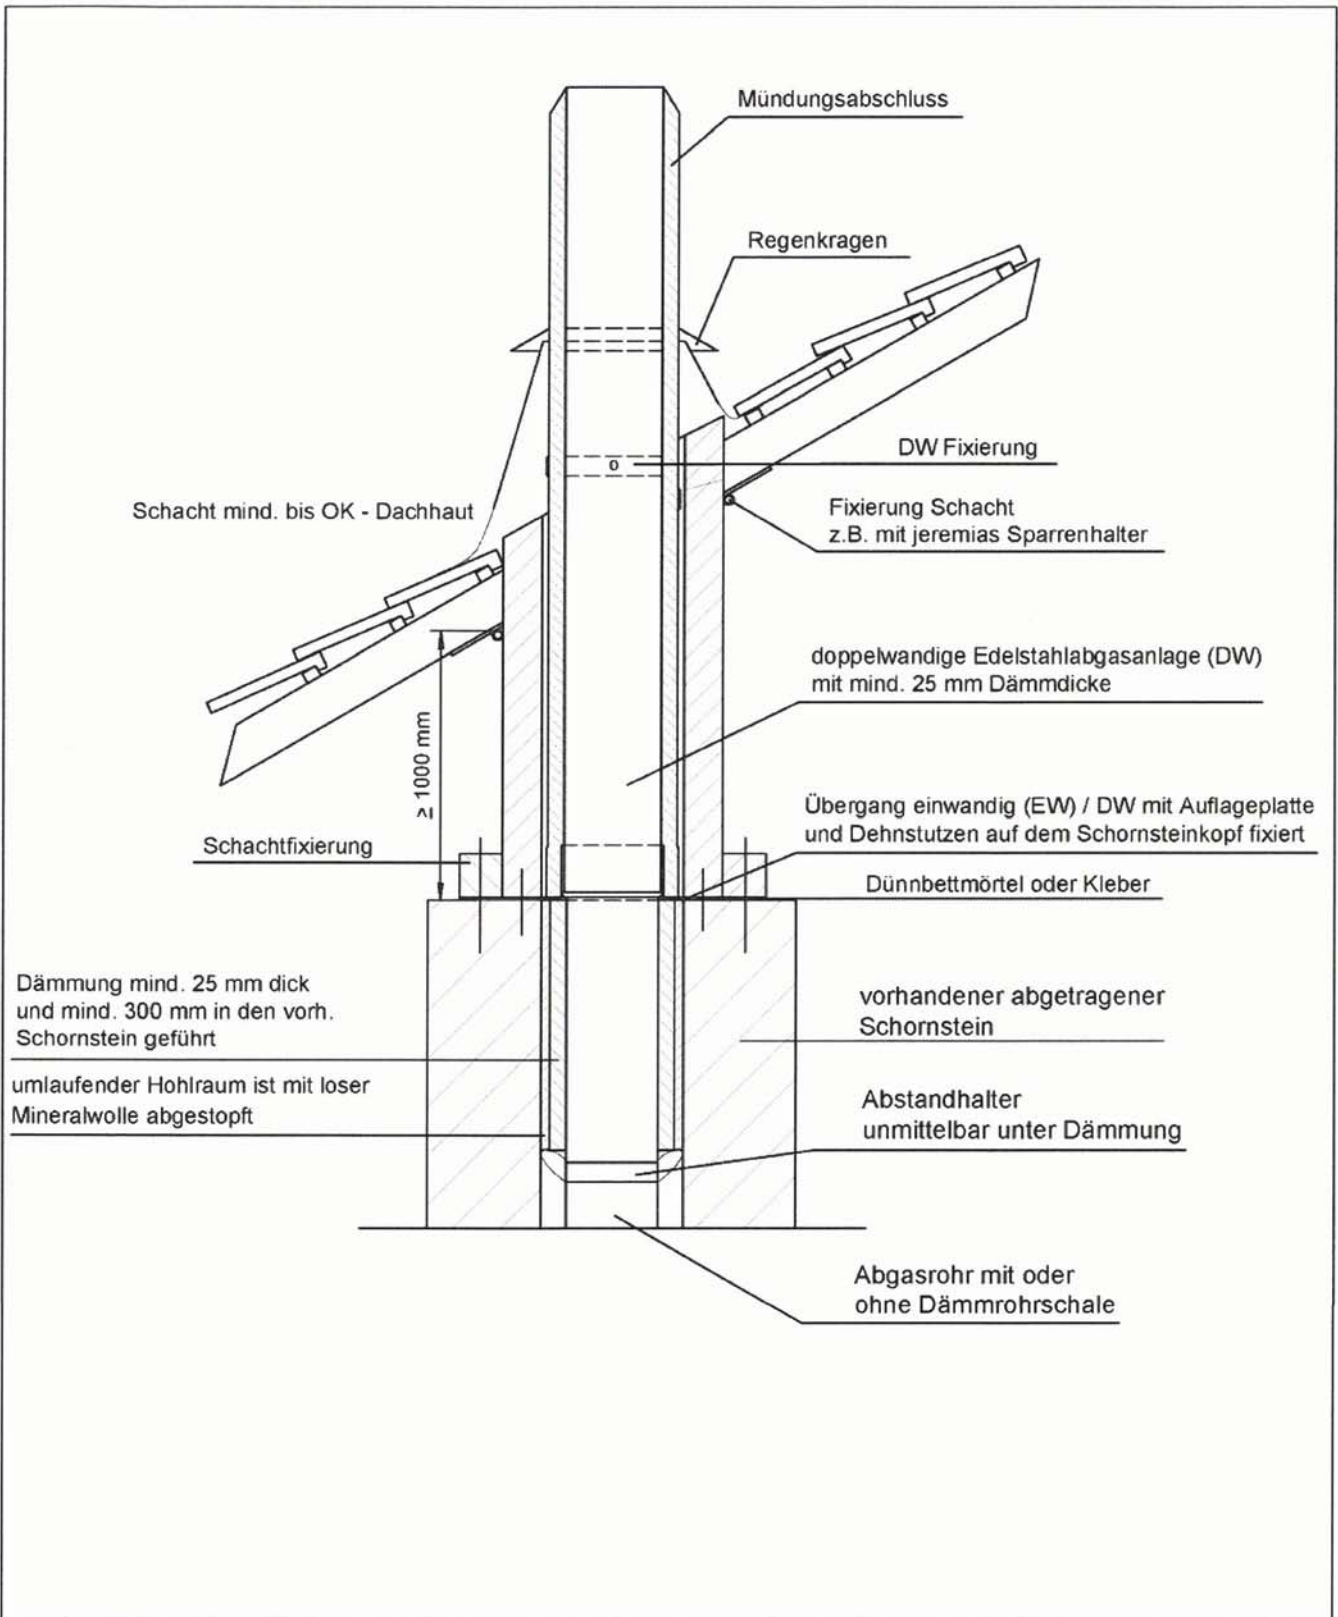 Mündungsabschluss
Regenkragen
DW Fixierung
Schacht mind. bis OK - Dachhaut
Fixierung Schacht
z.B. mit jeremias Sparrenhalter
doppelwandige Edelstahlabgasanlage (DW)
mit mind. 25 mm Dämmdicke
≥ 1000 mm
Übergang einwandig (EW) / DW mit Auflageplatte
und Dehnstutzen auf dem Schornsteinkopf fixiert
Schachtfixierung
Dünnbettmörtel oder Kleber
Dämmung mind. 25 mm dick
und mind. 300 mm in den vorh.
Schornstein geführt
vorhandener abgetragener
Schornstein
umlaufender Hohlraum ist mit loser
Mineralwolle abgestopft
Abstandhalter
unmittelbar unter Dämmung
Abgasrohr mit oder
ohne Dämmrohrschale